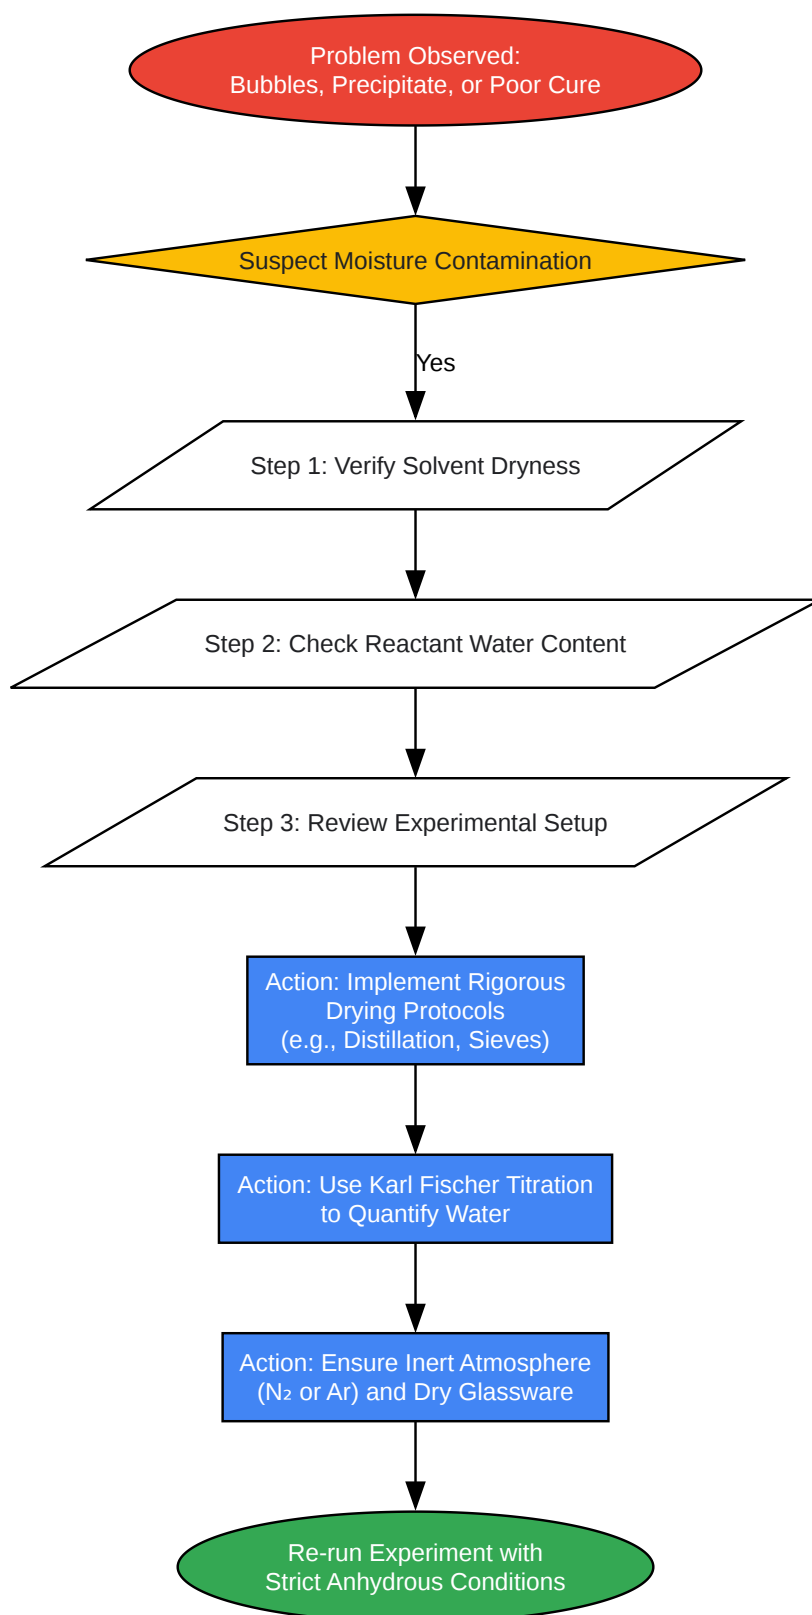 Problem Observed:
Bubbles, Precipitate, or Poor Cure
Suspect Moisture Contamination
Yes
Step 1: Verify Solvent Dryness
Step 2: Check Reactant Water Content
Step 3: Review Experimental Setup
Action: Implement Rigorous
Drying Protocols
(e.g., Distillation, Sieves)
Action: Use Karl Fischer Titration
to Quantify Water
Action: Ensure Inert Atmosphere
(N₂ or Ar) and Dry Glassware
Re-run Experiment with
Strict Anhydrous Conditions